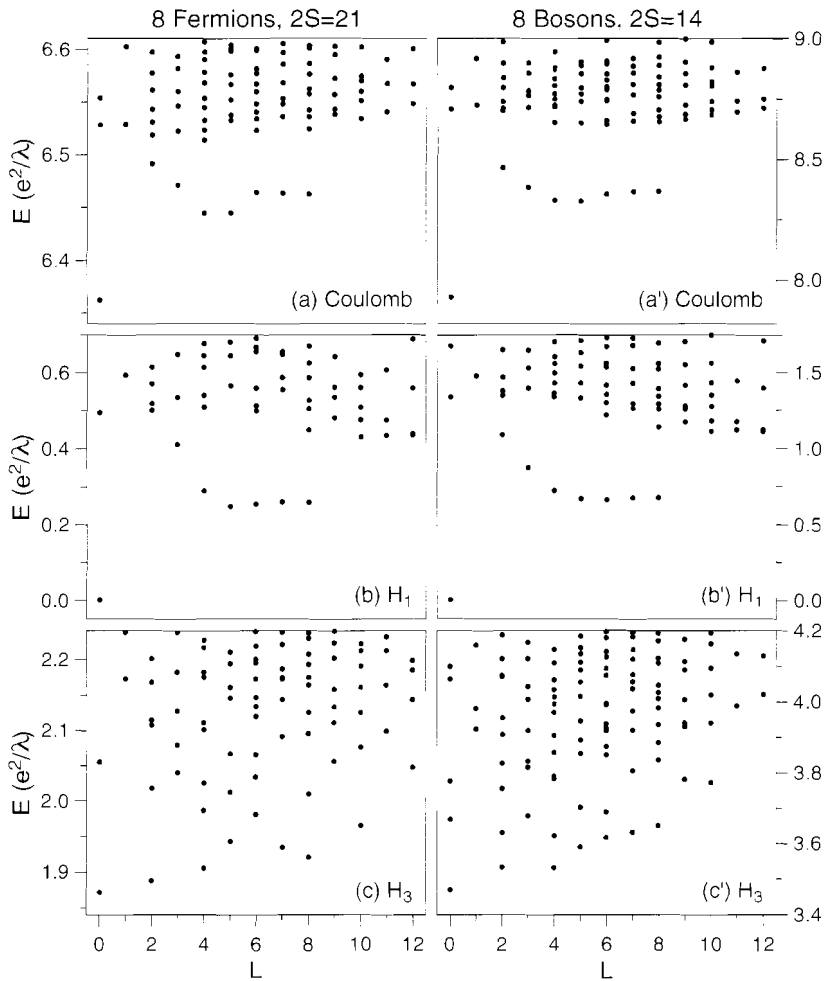 8 Fermions, 2S=21
8 Bosons, 2S=14
6.6
6.5
6.4
E (e²/λ)
(a) Coulomb
9.0
8.5
8.0
(a') Coulomb
0.6
0.4
0.2
0.0
E (e²/λ)
(b) H₁
1.5
1.0
0.5
0.0
(b') H₁
2.2
2.1
2.0
1.9
E (e²/λ)
(c) H₃
4.2
4.0
3.8
3.6
3.4
(c') H₃
0 2 4 6 8 10 12
0 2 4 6 8 10 12
L
L